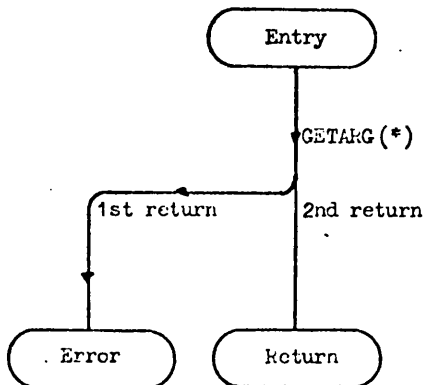 Entry
GETARG(*)
1st return
2nd return
Error
Return